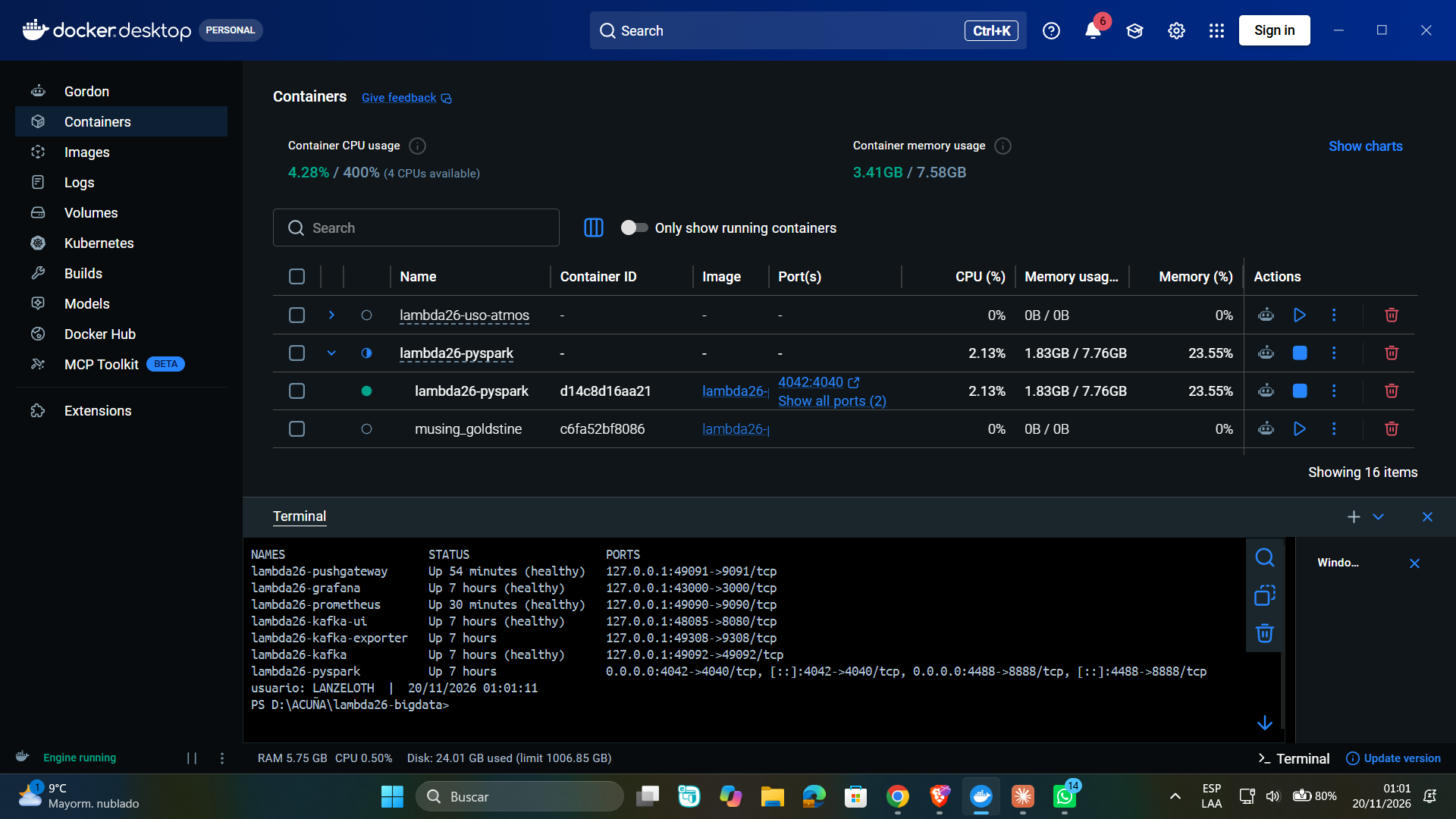 docker.desktop PERSONAL
Search Ctrl+K
6
Sign in
Gordon
Containers
Images
Logs
Volumes
Kubernetes
Builds
Models
Docker Hub
MCP Toolkit BETA
Extensions
Containers Give feedback
Container CPU usage
4.28% / 400% (4 CPUs available)
Container memory usage
3.41GB / 7.58GB
Show charts
Search
Only show running containers
Name Container ID Image Port(s) CPU (%) Memory usag... Memory (%) Actions
lambda26-uso-atmos - - - 0% 0B / 0B 0%
lambda26-pyspark - - - 2.13% 1.83GB / 7.76GB 23.55%
lambda26-pyspark d14c8d16aa21 lambda26-p 4042:4040 2.13% 1.83GB / 7.76GB 23.55%
Show all ports (2)
musing_goldstine c6fa52bf8086 lambda26-p 0% 0B / 0B 0%
Showing 16 items
Terminal
NAMES STATUS PORTS
lambda26-pushgateway Up 54 minutes (healthy) 127.0.0.1:49091->9091/tcp
lambda26-grafana Up 7 hours (healthy) 127.0.0.1:43000->3000/tcp
lambda26-prometheus Up 30 minutes (healthy) 127.0.0.1:49090->9090/tcp
lambda26-kafka-ui Up 7 hours (healthy) 127.0.0.1:48085->8080/tcp
lambda26-kafka-exporter Up 7 hours 127.0.0.1:49308->9308/tcp
lambda26-kafka Up 7 hours (healthy) 127.0.0.1:49092->49092/tcp
lambda26-pyspark Up 7 hours 0.0.0.0:4042->4040/tcp, [::]:4042->4040/tcp, 0.0.0.0:4488->8888/tcp, [::]:4488->8888/tcp
usuario: LANZELOTH | 20/11/2026 01:01:11
PS D:\ACUÑA\lambda26-bigdata>
Windo...
Engine running
RAM 5.75 GB CPU 0.50% Disk: 24.01 GB used (limit 1006.85 GB)
>_ Terminal
Update version
1
9°C
Mayorm. nublado
Buscar
14
ESP
LAA
80%
01:01
20/11/2026